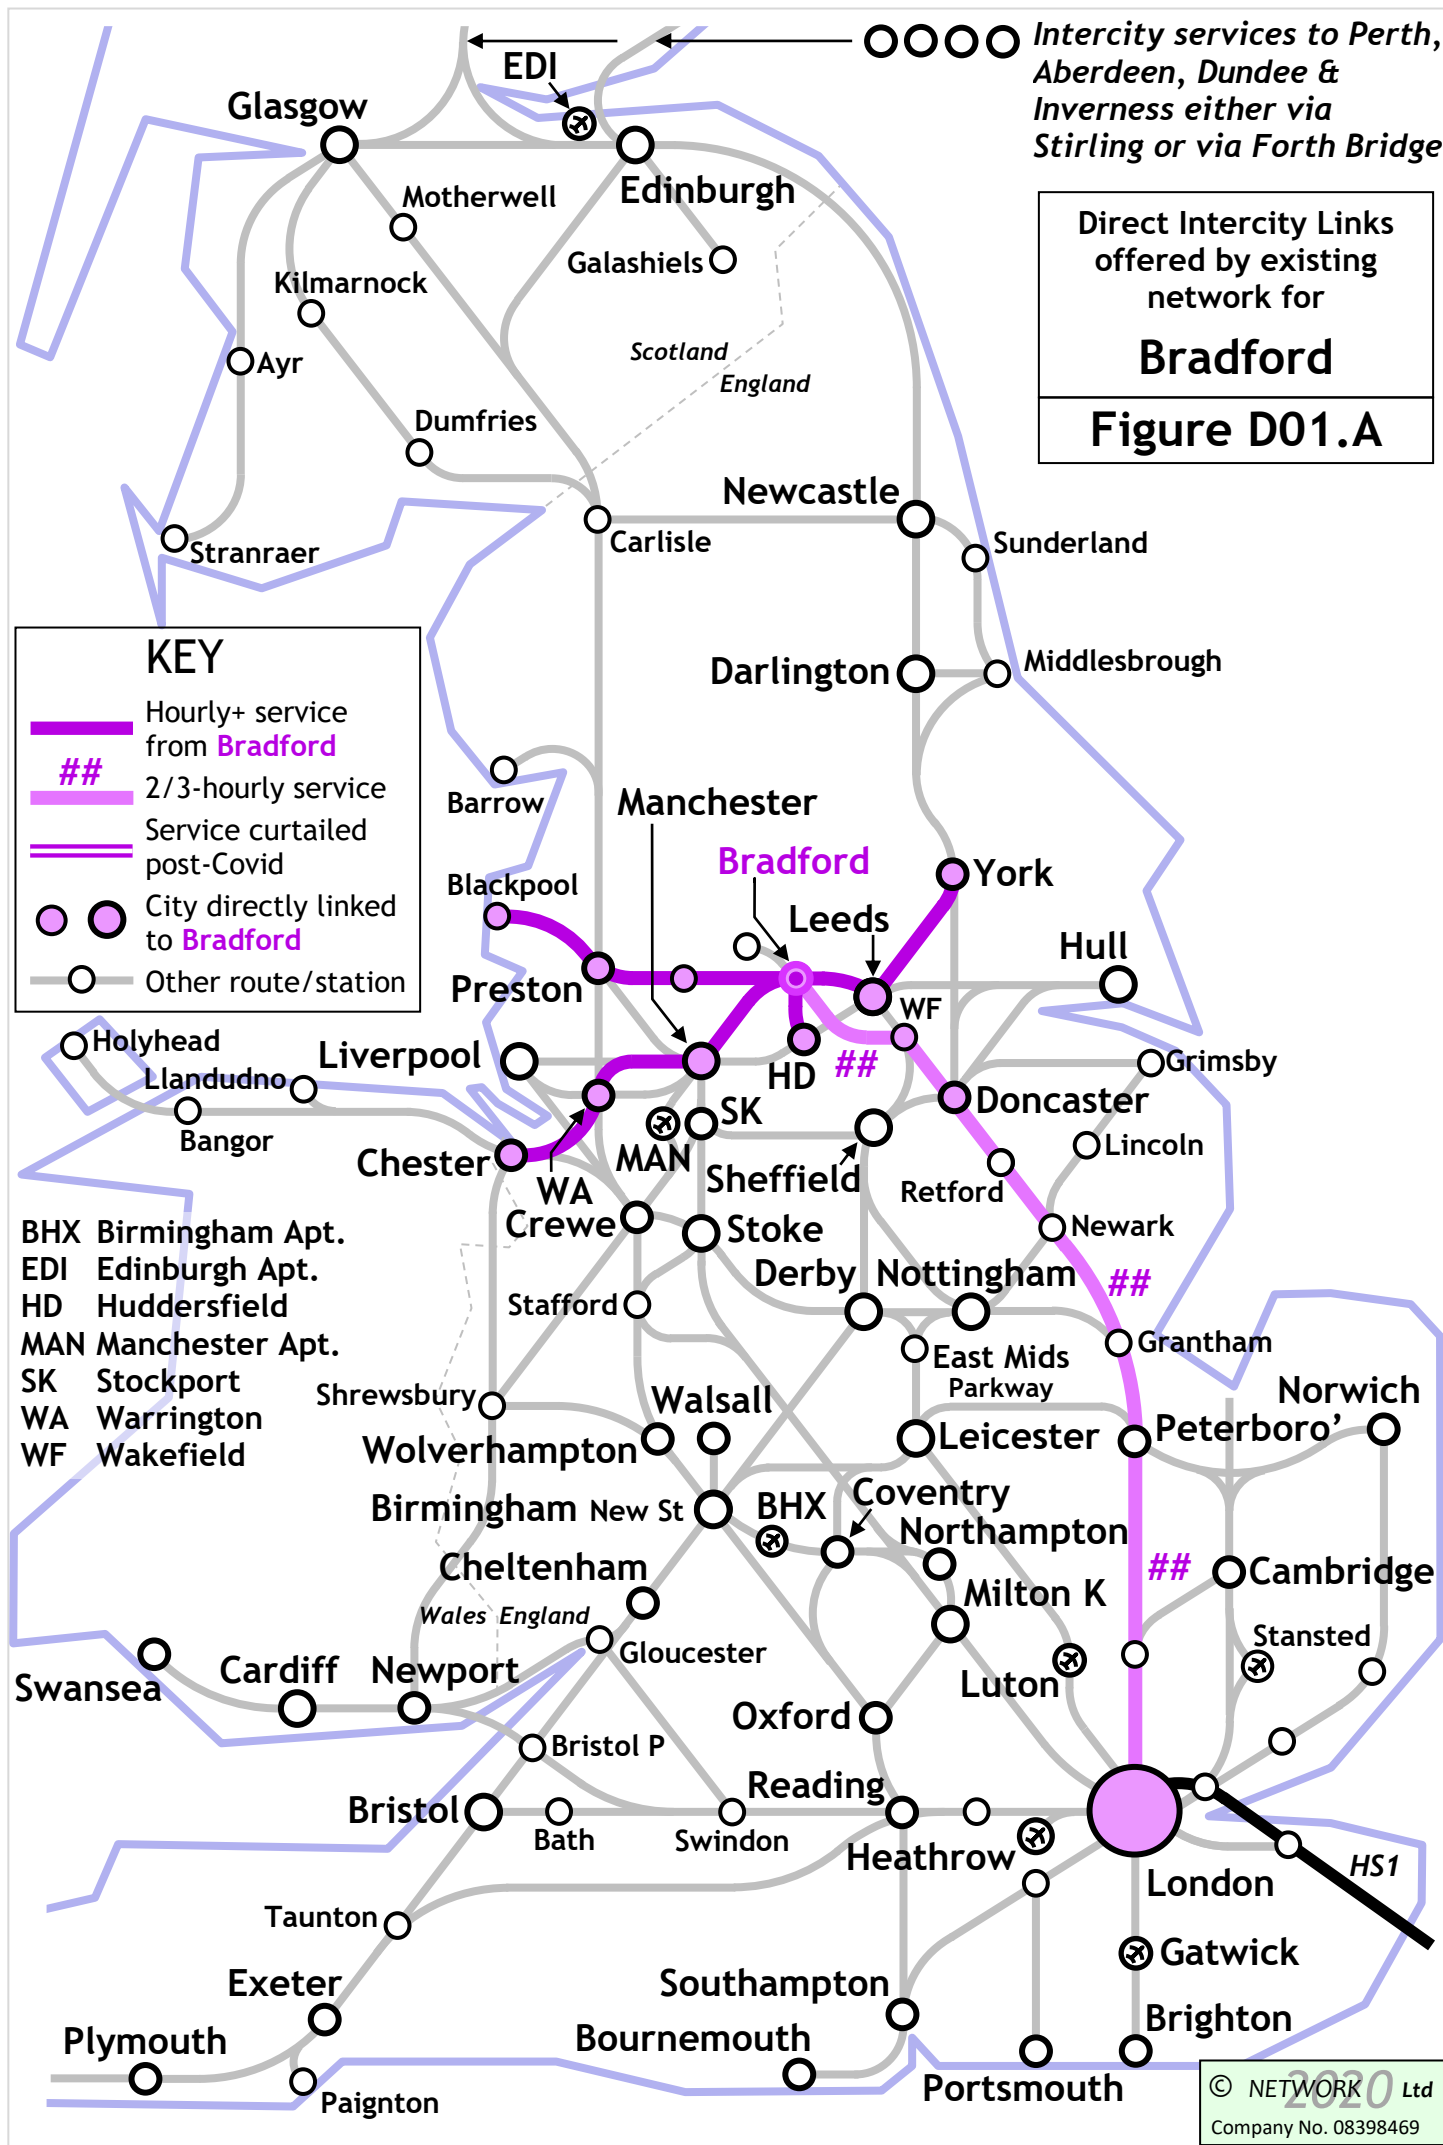 Intercity services to Perth,
Aberdeen, Dundee &
Inverness either via
Stirling or via Forth Bridge
EDI
Glasgow
Edinburgh
Motherwell
Galashiels
Kilmarnock
Ayr
Scotland
England
Dumfries
Direct Intercity Links
offered by existing
network for
Bradford
Figure D01.A
Newcastle
Carlisle
Sunderland
Stranraer
Darlington
Middlesbrough
KEY
Hourly+ service
from Bradford
##
2/3-hourly service
Service curtailed
post-Covid
City directly linked
to Bradford
Other route/station
Barrow
Manchester
Bradford
Blackpool
York
Leeds
Hull
Preston
WF
Holyhead
Liverpool
Llandudno
HD
##
Grimsby
Bangor
SK
Doncaster
Chester
MAN
Lincoln
Sheffield
WA
Retford
Crewe
Stoke
Newark
BHX Birmingham Apt.
EDI Edinburgh Apt.
HD Huddersfield
MAN Manchester Apt.
SK Stockport
WA Warrington
WF Wakefield
Derby
Nottingham
##
Stafford
Grantham
East Mids
Parkway
Shrewsbury
Walsall
Norwich
Wolverhampton
Leicester
Peterboro’
Birmingham New St
BHX
Coventry
Northampton
Cheltenham
##
Cambridge
Milton K
Wales England
Gloucester
Stansted
Swansea
Cardiff
Newport
Luton
Oxford
Bristol P
Reading
Bristol
Bath
Swindon
Heathrow
HS1
London
Taunton
Gatwick
Exeter
Southampton
Brighton
Plymouth
Bournemouth
Portsmouth
Paignton
© NETWORK 2020 Ltd
Company No. 08398469